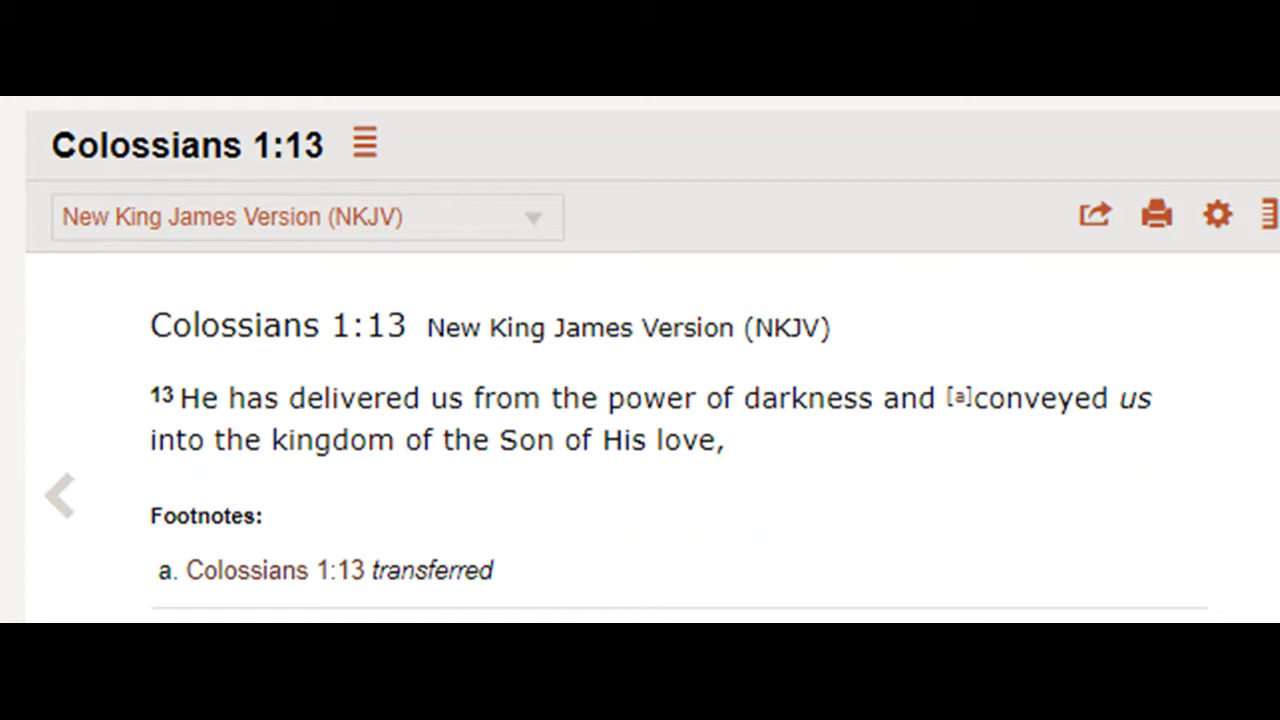 Colossians 1:13
New King James Version (NKJV)
Colossians 1:13 New King James Version (NKJV)
13 He has delivered us from the power of darkness and [a]conveyed us
into the kingdom of the Son of His love,
Footnotes:
a. Colossians 1:13 transferred